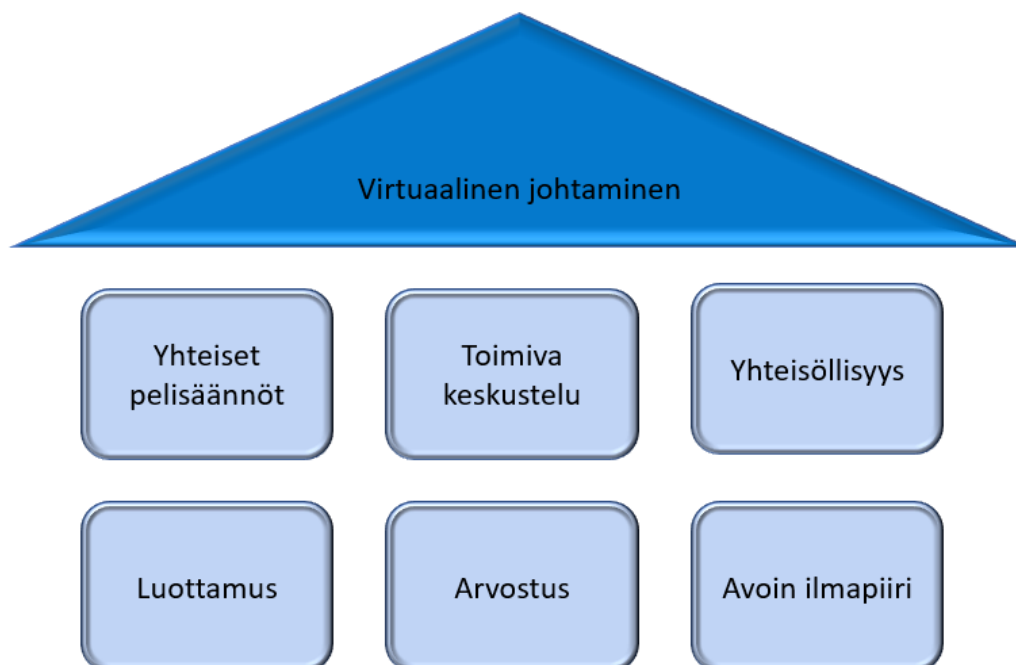 Virtuaalinen johtaminen
Yhteiset
pelisäännöt
Toimiva
keskustelu
Yhteisöllisyys
Luottamus
Arvostus
Avoin ilmapiiri